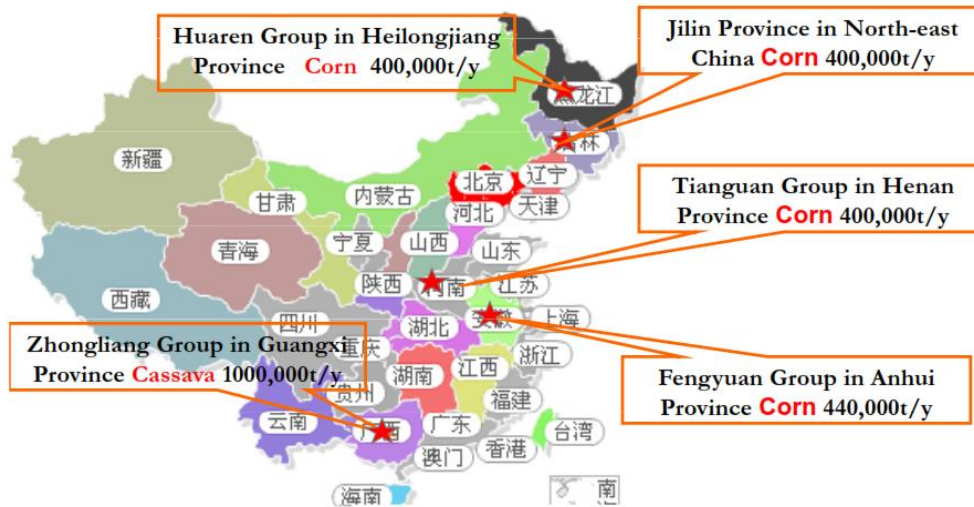 Huaren Group in Heilongjiang
Province Corn 400,000t/y
Jilin Province in North-east
China Corn 400,000t/y
黑龙江
吉林
新疆
北京
辽宁
内蒙古
甘肃
河北
天津
Tianguan Group in Henan
Province Corn 400,000t/y
宁夏
山西
山东
青海
陕西
河南
江苏
西藏
安徽
上海
四川
湖北
Zhongliang Group in Guangxi
Province Cassava 1000,000t/y
重庆
浙江
江西
湖南
贵州
Fengyuan Group in Anhui
Province Corn 440,000t/y
福建
云南
广西
广东
台湾
香港
澳门
海南
南